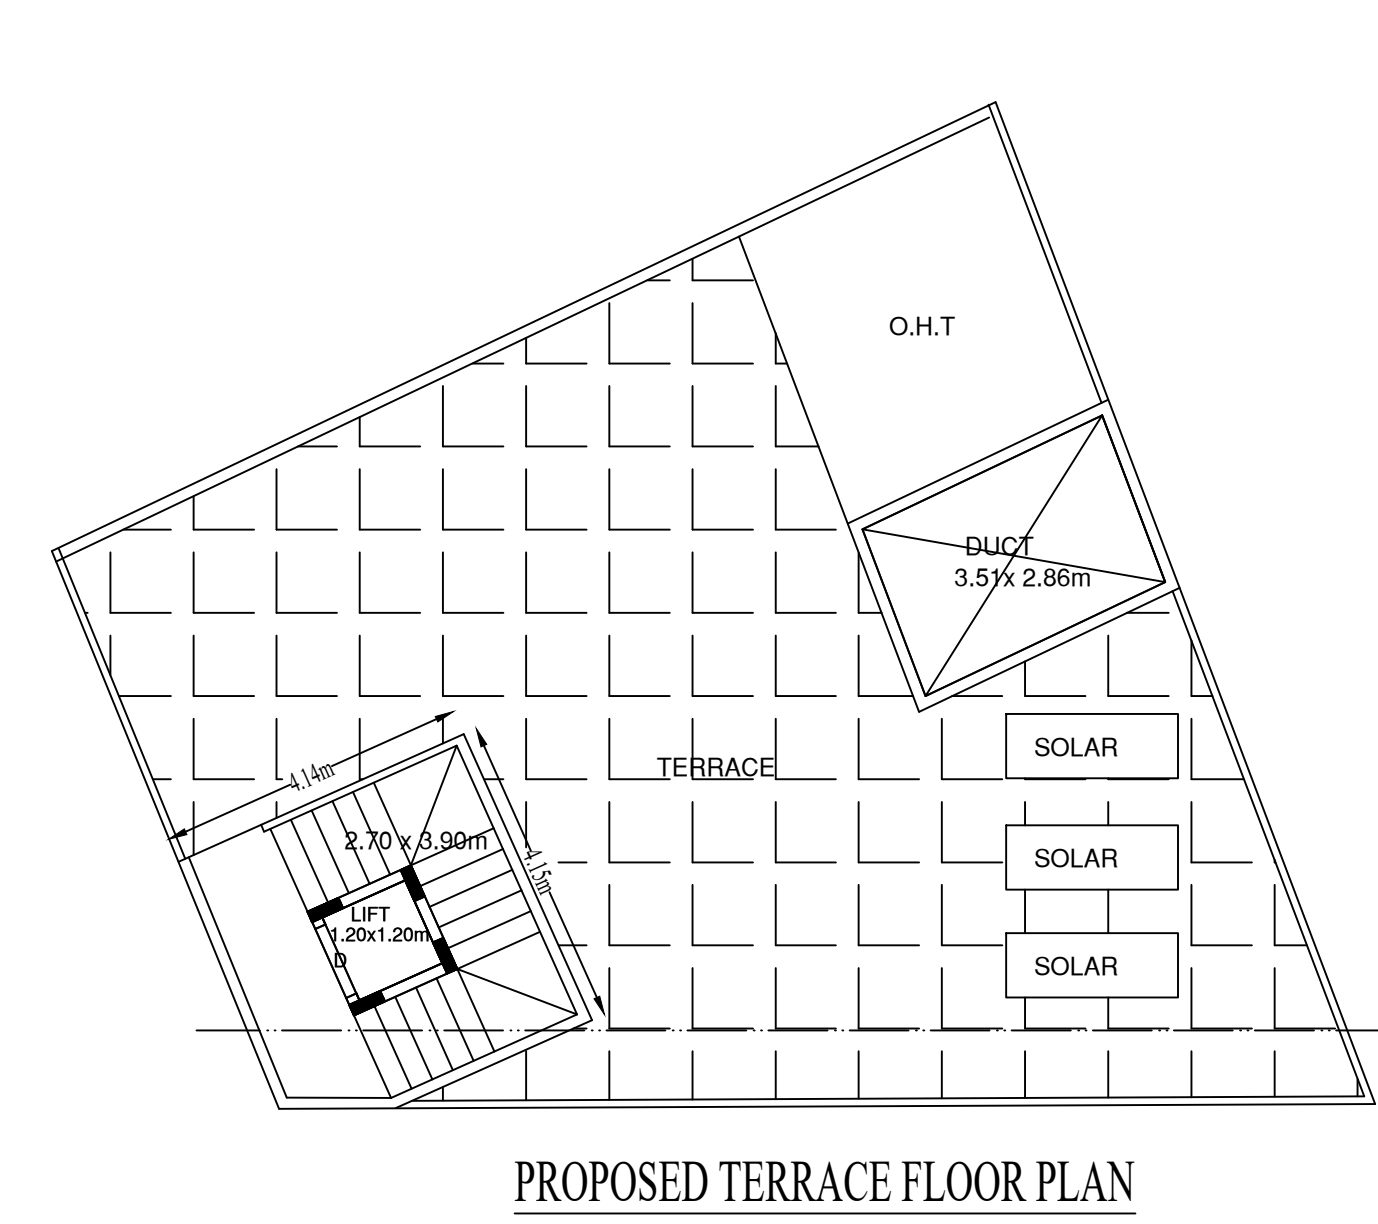 O.H.T
DUCT
3.51x 2.86m
SOLAR
TERRACE
4.14m
2.70 x 3.90m
4.15m
SOLAR
LIFT
1.20x1.20m
D
SOLAR
PROPOSED TERRACE FLOOR PLAN